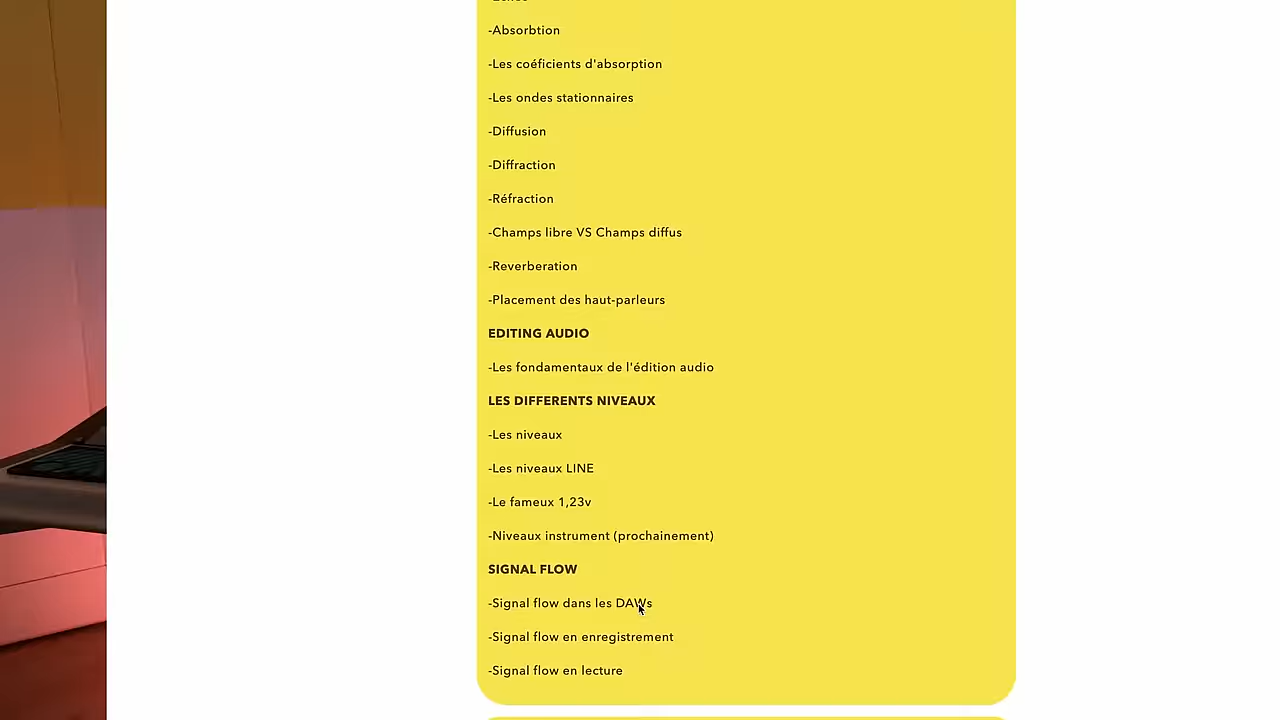 -Absorbtion
-Les coéficients d'absorption
-Les ondes stationnaires
-Diffusion
-Diffraction
-Réfraction
-Champs libre VS Champs diffus
-Reverberation
-Placement des haut-parleurs
EDITING AUDIO
-Les fondamentaux de l'édition audio
LES DIFFERENTS NIVEAUX
-Les niveaux
-Les niveaux LINE
-Le fameux 1,23v
-Niveaux instrument (prochainement)
SIGNAL FLOW
-Signal flow dans les DAWs
-Signal flow en enregistrement
-Signal flow en lecture